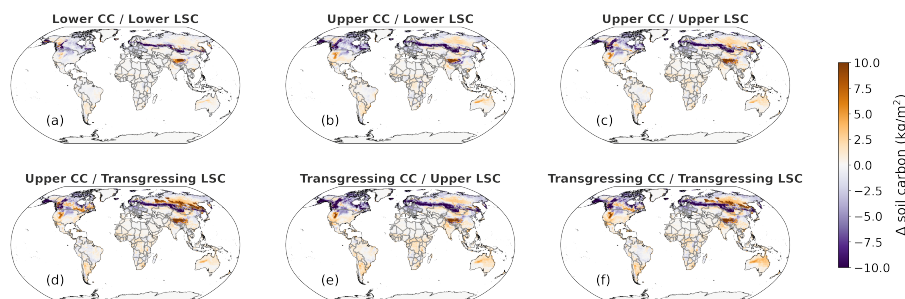 Lower CC / Lower LSC
Upper CC / Lower LSC
Upper CC / Upper LSC
(a)
(b)
(c)
Upper CC / Transgressing LSC
Transgressing CC / Upper LSC
Transgressing CC / Transgressing LSC
(d)
(e)
(f)
10.0
7.5
5.0
2.5
0.0
−2.5
−5.0
−7.5
−10.0
Δ soil carbon (kg/m²)